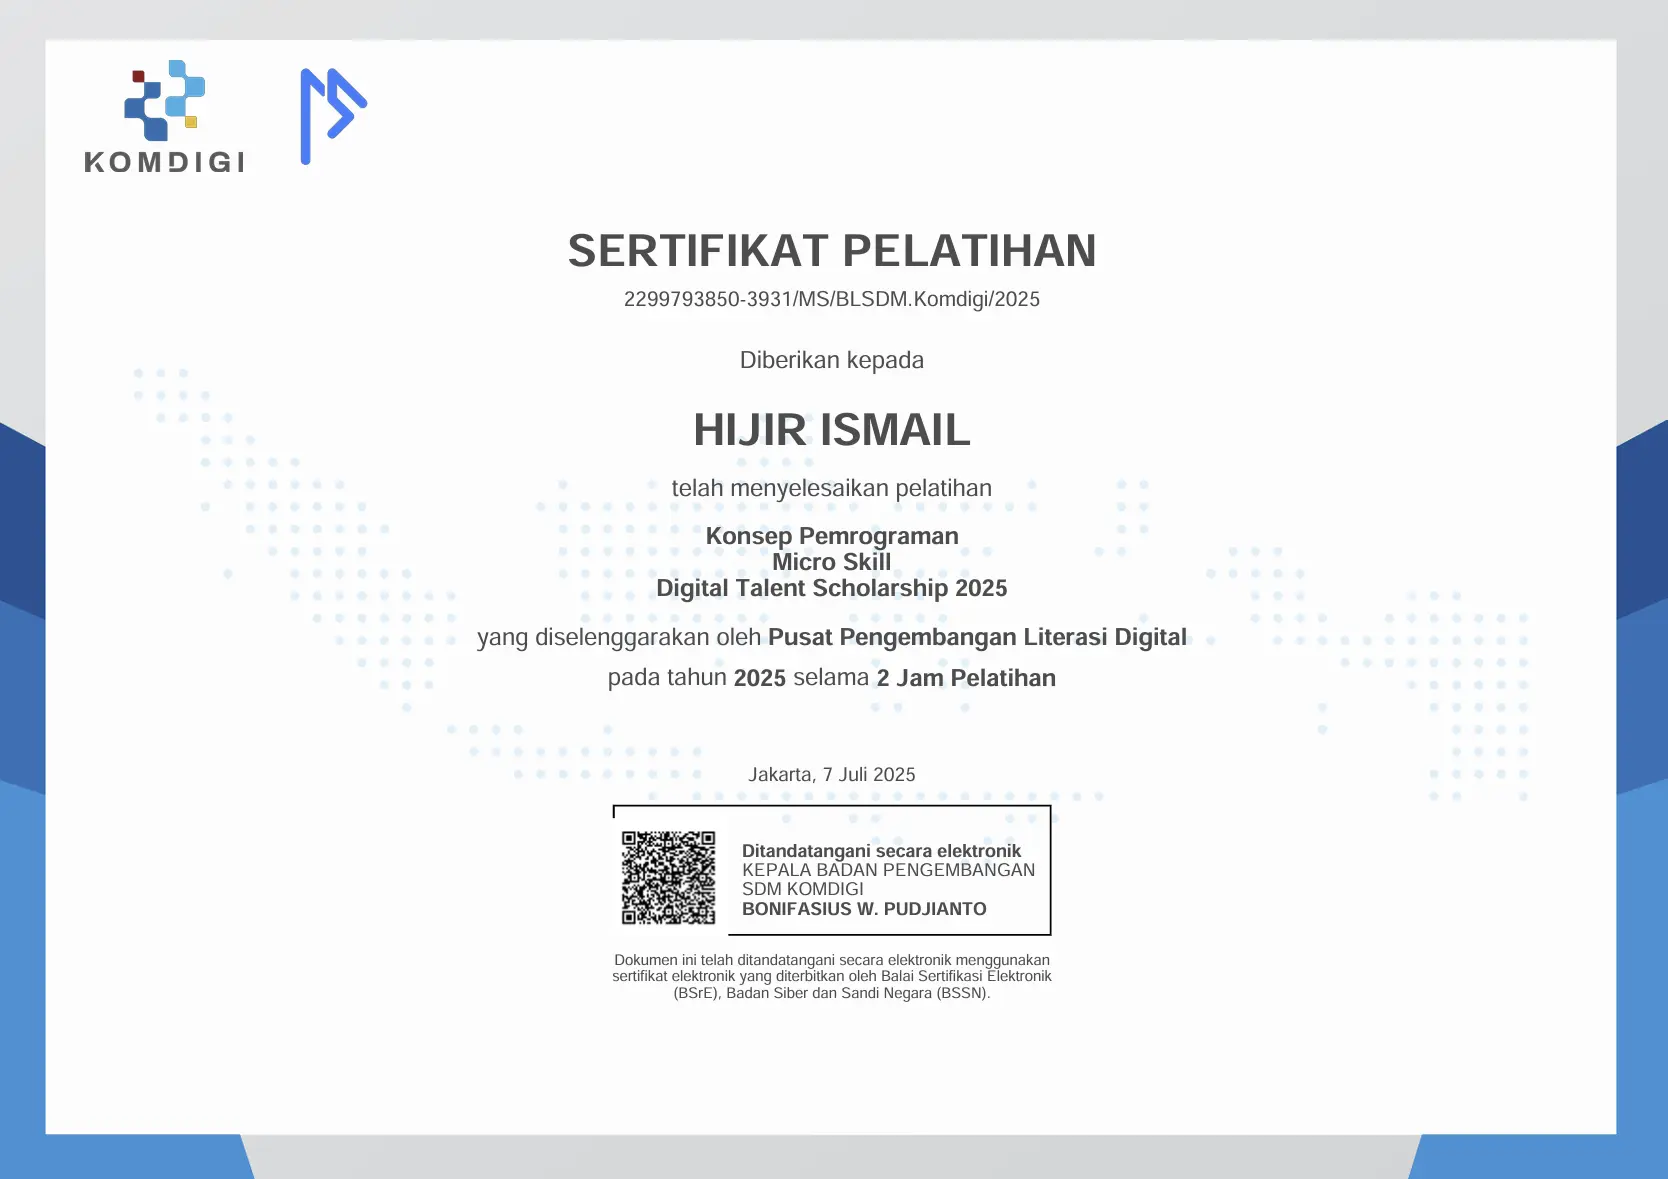 KOMDIGI
SERTIFIKAT PELATIHAN
2299793850-3931/MS/BLSDM.Komdigi/2025
Diberikan kepada
HIJIR ISMAIL
telah menyelesaikan pelatihan
Konsep Pemrograman
Micro Skill
Digital Talent Scholarship 2025
yang diselenggarakan oleh Pusat Pengembangan Literasi Digital
pada tahun 2025 selama 2 Jam Pelatihan
Jakarta, 7 Juli 2025
Ditandatangani secara elektronik
KEPALA BADAN PENGEMBANGAN
SDM KOMDIGI
BONIFASIUS W. PUDJIANTO
Dokumen ini telah ditandatangani secara elektronik menggunakan
sertifikat elektronik yang diterbitkan oleh Balai Sertifikasi Elektronik
(BSrE), Badan Siber dan Sandi Negara (BSSN).